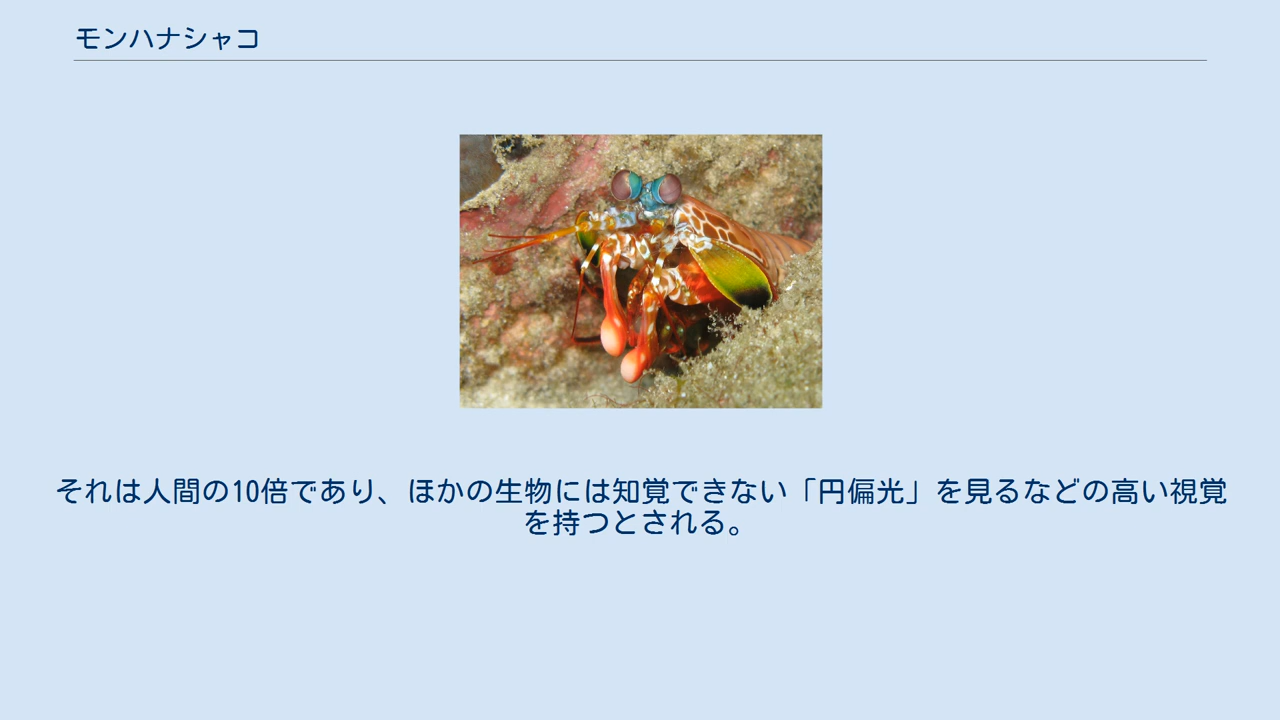 モンハナシャコ
それは人間の10倍であり、ほかの生物には知覚できない「円偏光」を見るなどの高い視覚
を持つとされる。